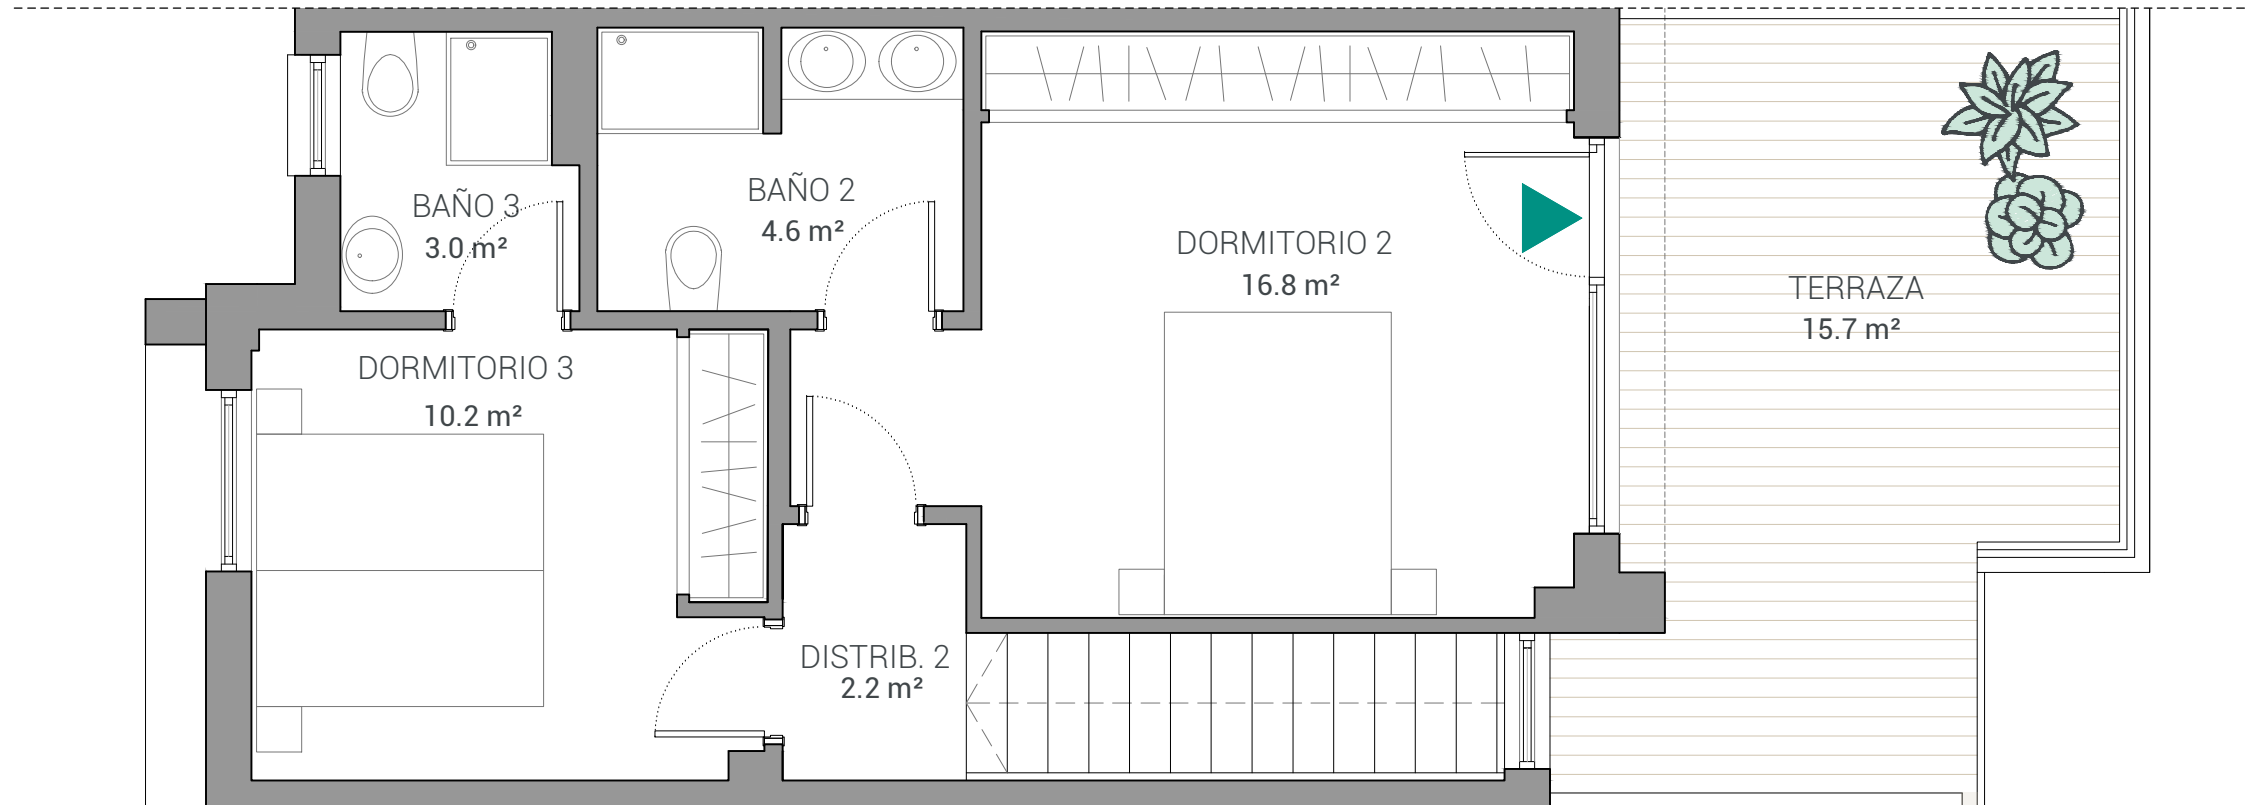 BAÑO 3
3.0 m²
BAÑO 2
4.6 m²
DORMITORIO 2
16.8 m²
TERRAZA
15.7 m²
DORMITORIO 3
10.2 m²
DISTRIB. 2
2.2 m²